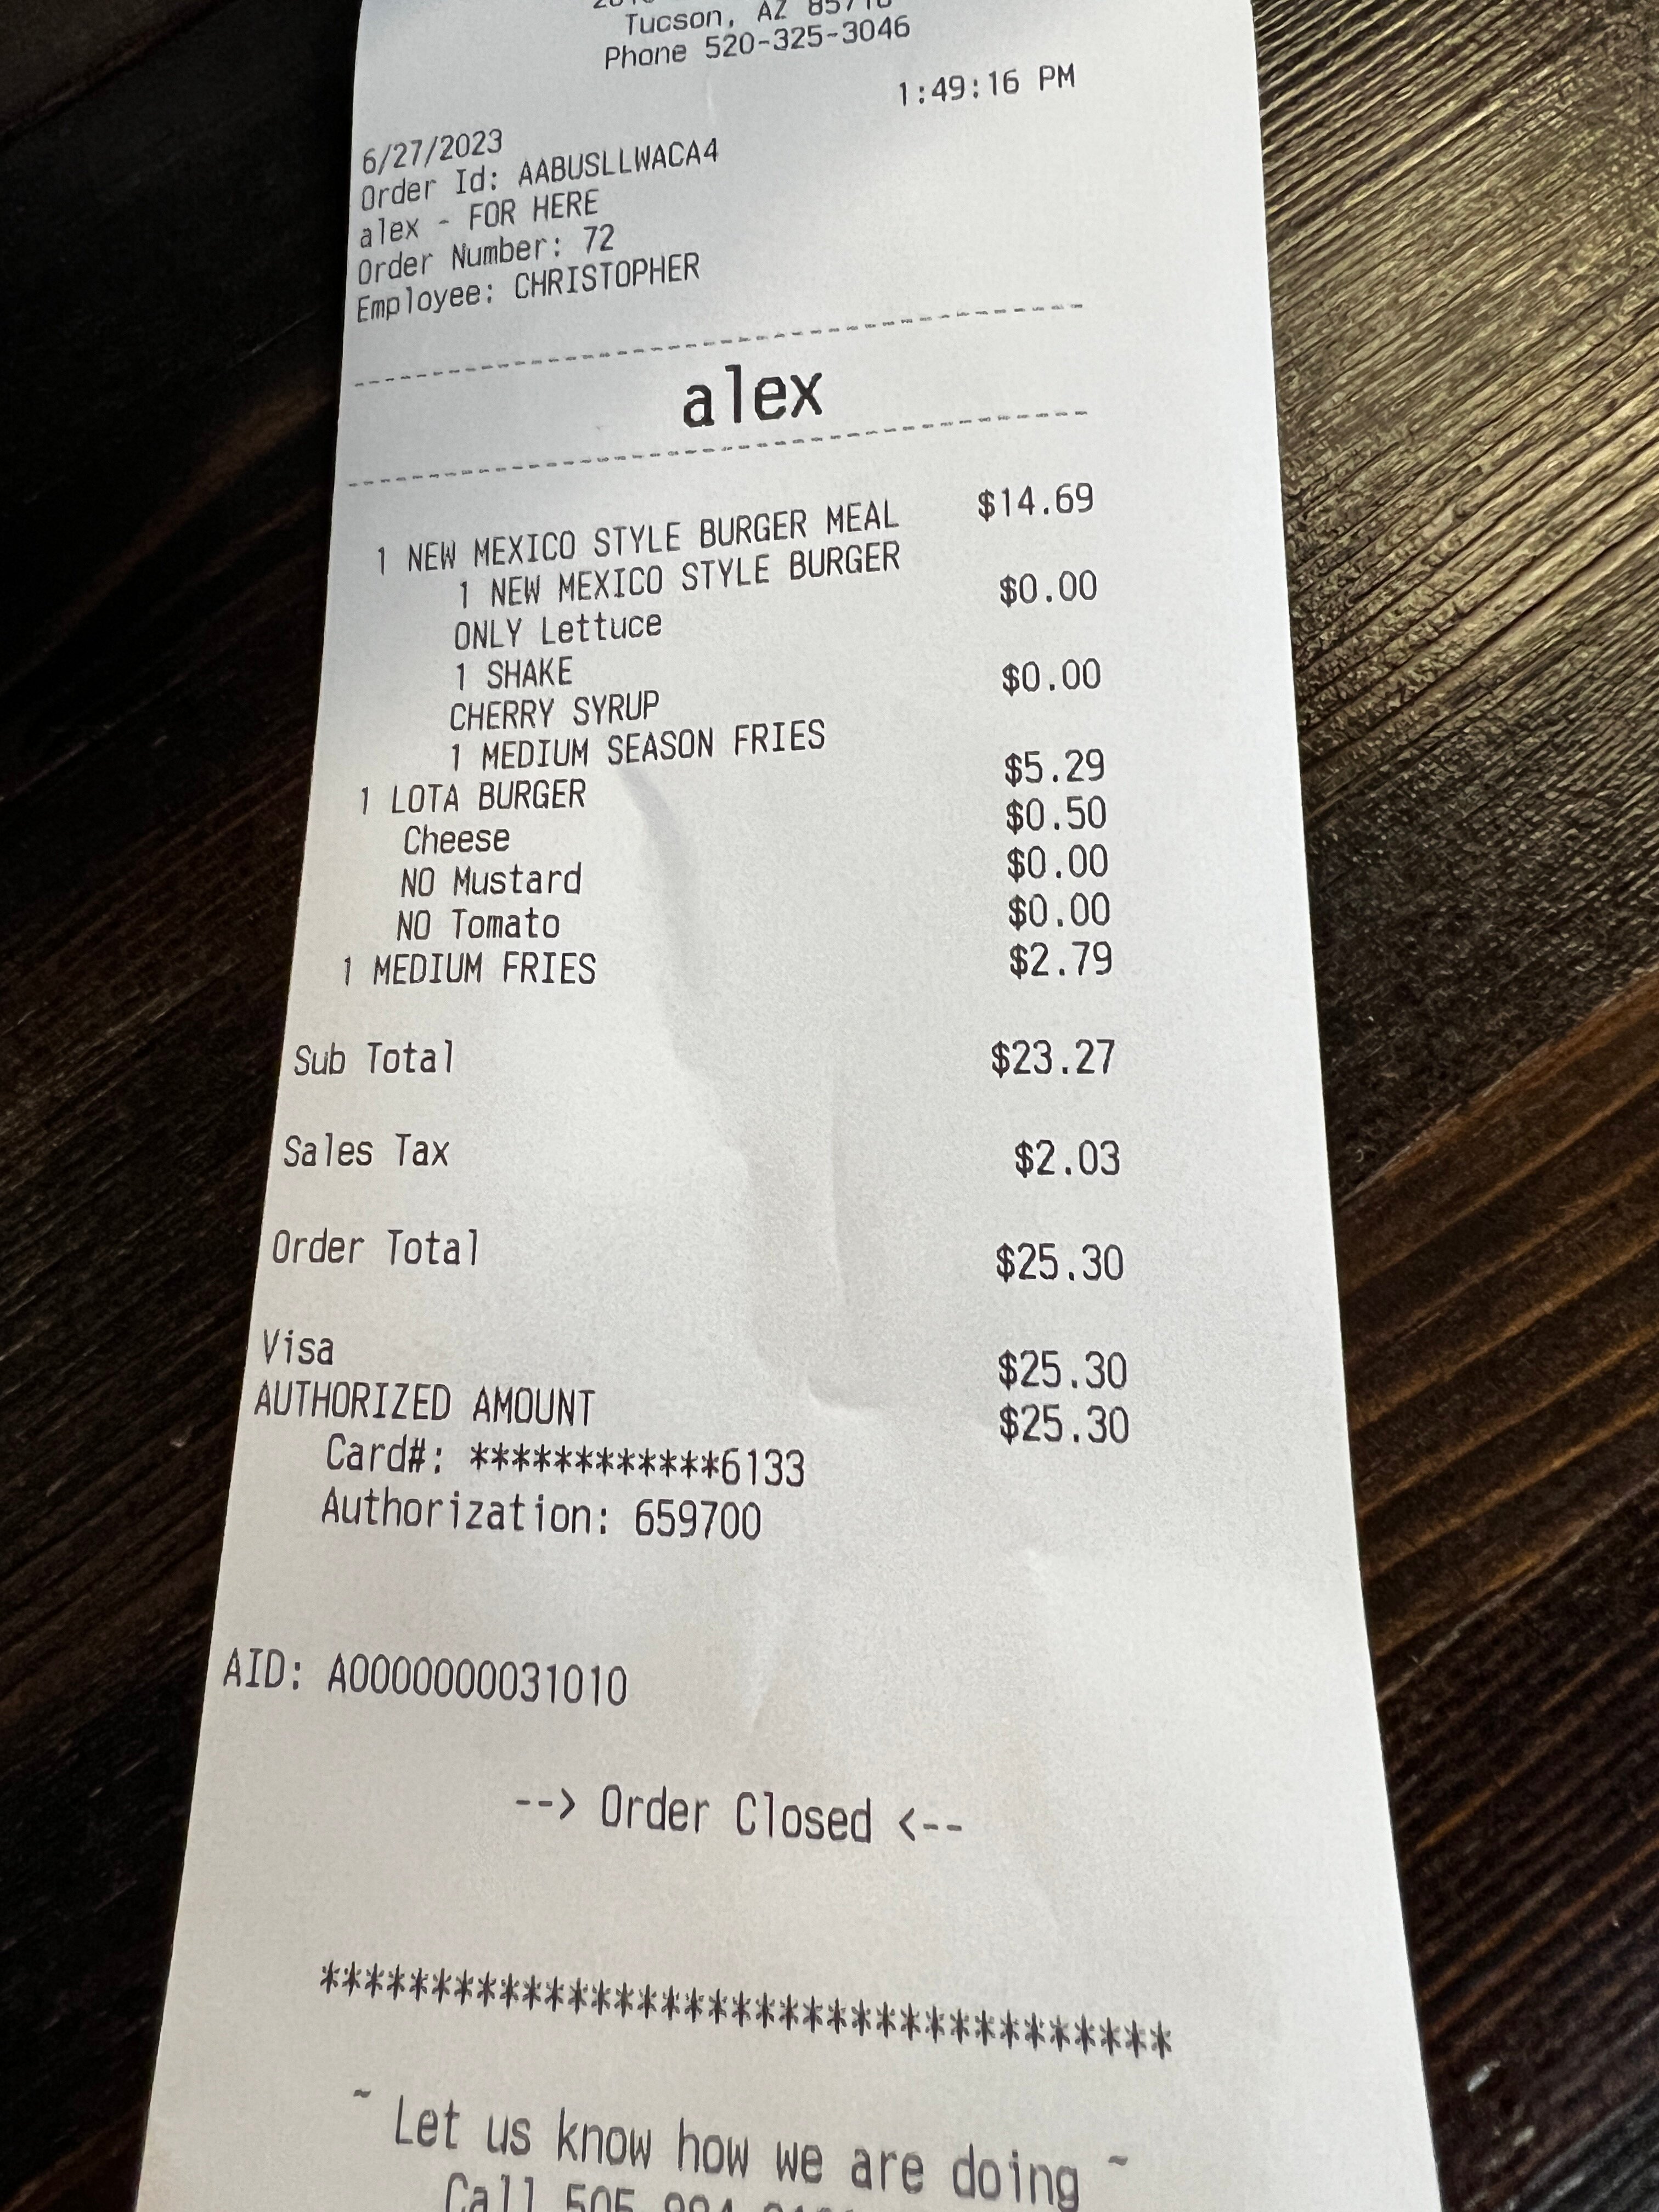 Tucson, AZ
Phone 520-325-3046
1:49:16 PM
6/27/2023
Order Id: AABUSLLWACA4
alex - FOR HERE
Order Number: 72
Employee: CHRISTOPHER
alex
1 NEW MEXICO STYLE BURGER MEAL $14.69
1 NEW MEXICO STYLE BURGER
ONLY Lettuce $0.00
1 SHAKE
CHERRY SYRUP $0.00
1 MEDIUM SEASON FRIES
1 LOTA BURGER $5.29
Cheese $0.50
NO Mustard $0.00
NO Tomato $0.00
1 MEDIUM FRIES $2.79
Sub Total $23.27
Sales Tax $2.03
Order Total $25.30
Visa $25.30
AUTHORIZED AMOUNT $25.30
Card#: ************6133
Authorization: 659700
AID: A0000000031010
--> Order Closed <--
***********************************
~ Let us know how we are doing ~
Call 505